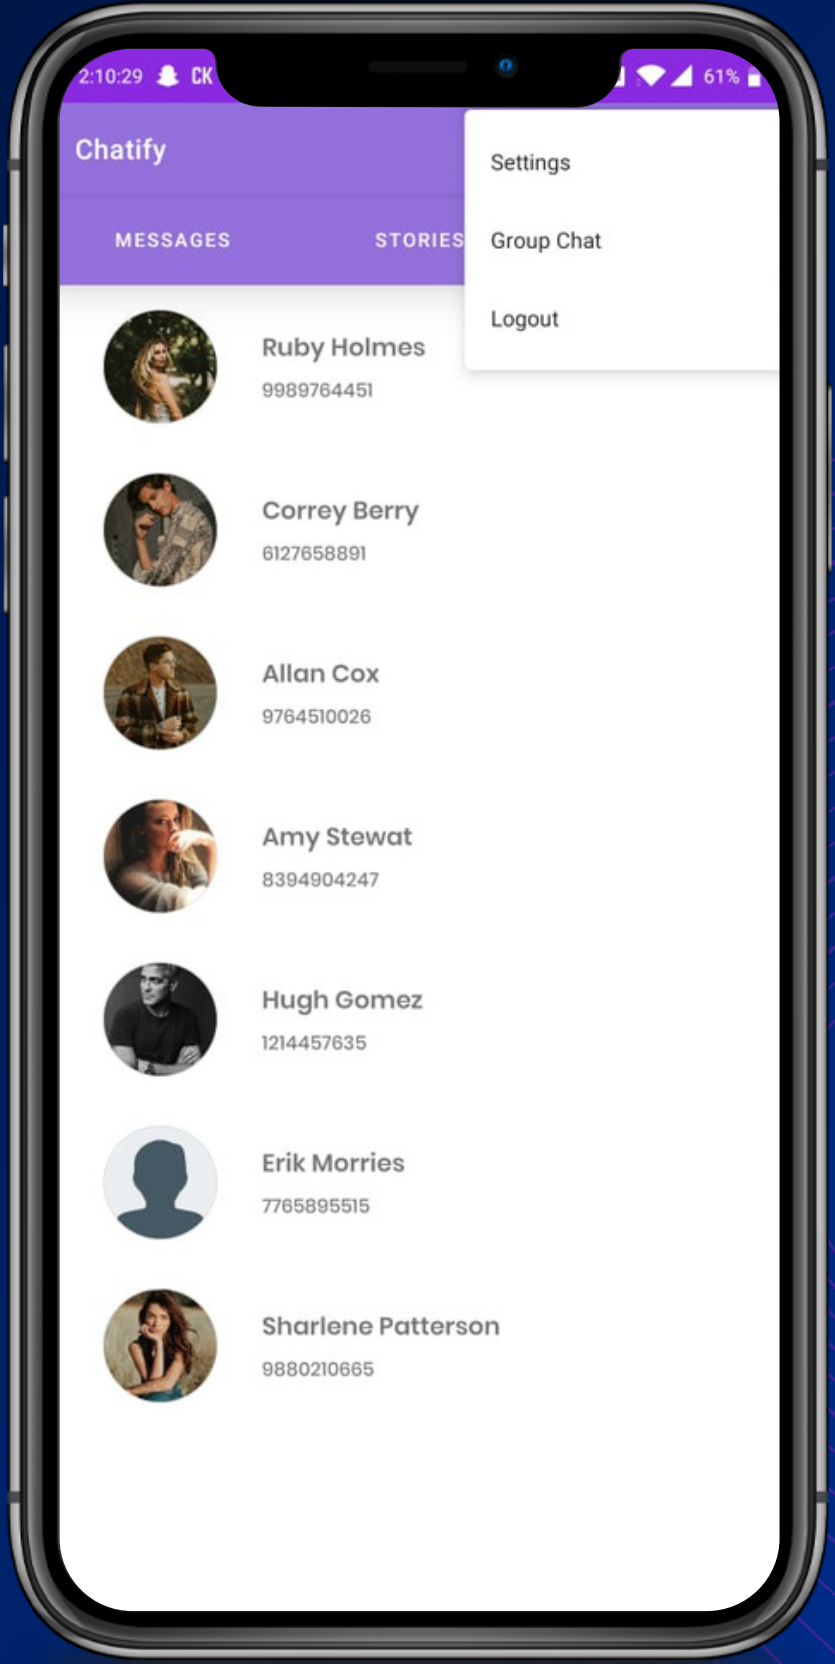 2:10:29 CK 61%
Chatify
Settings
MESSAGES STORIES Group Chat
Logout
Ruby Holmes
9989764451
Correy Berry
6127658891
Allan Cox
9764510026
Amy Stewat
8394904247
Hugh Gomez
1214457635
Erik Morries
7765895515
Sharlene Patterson
9880210665